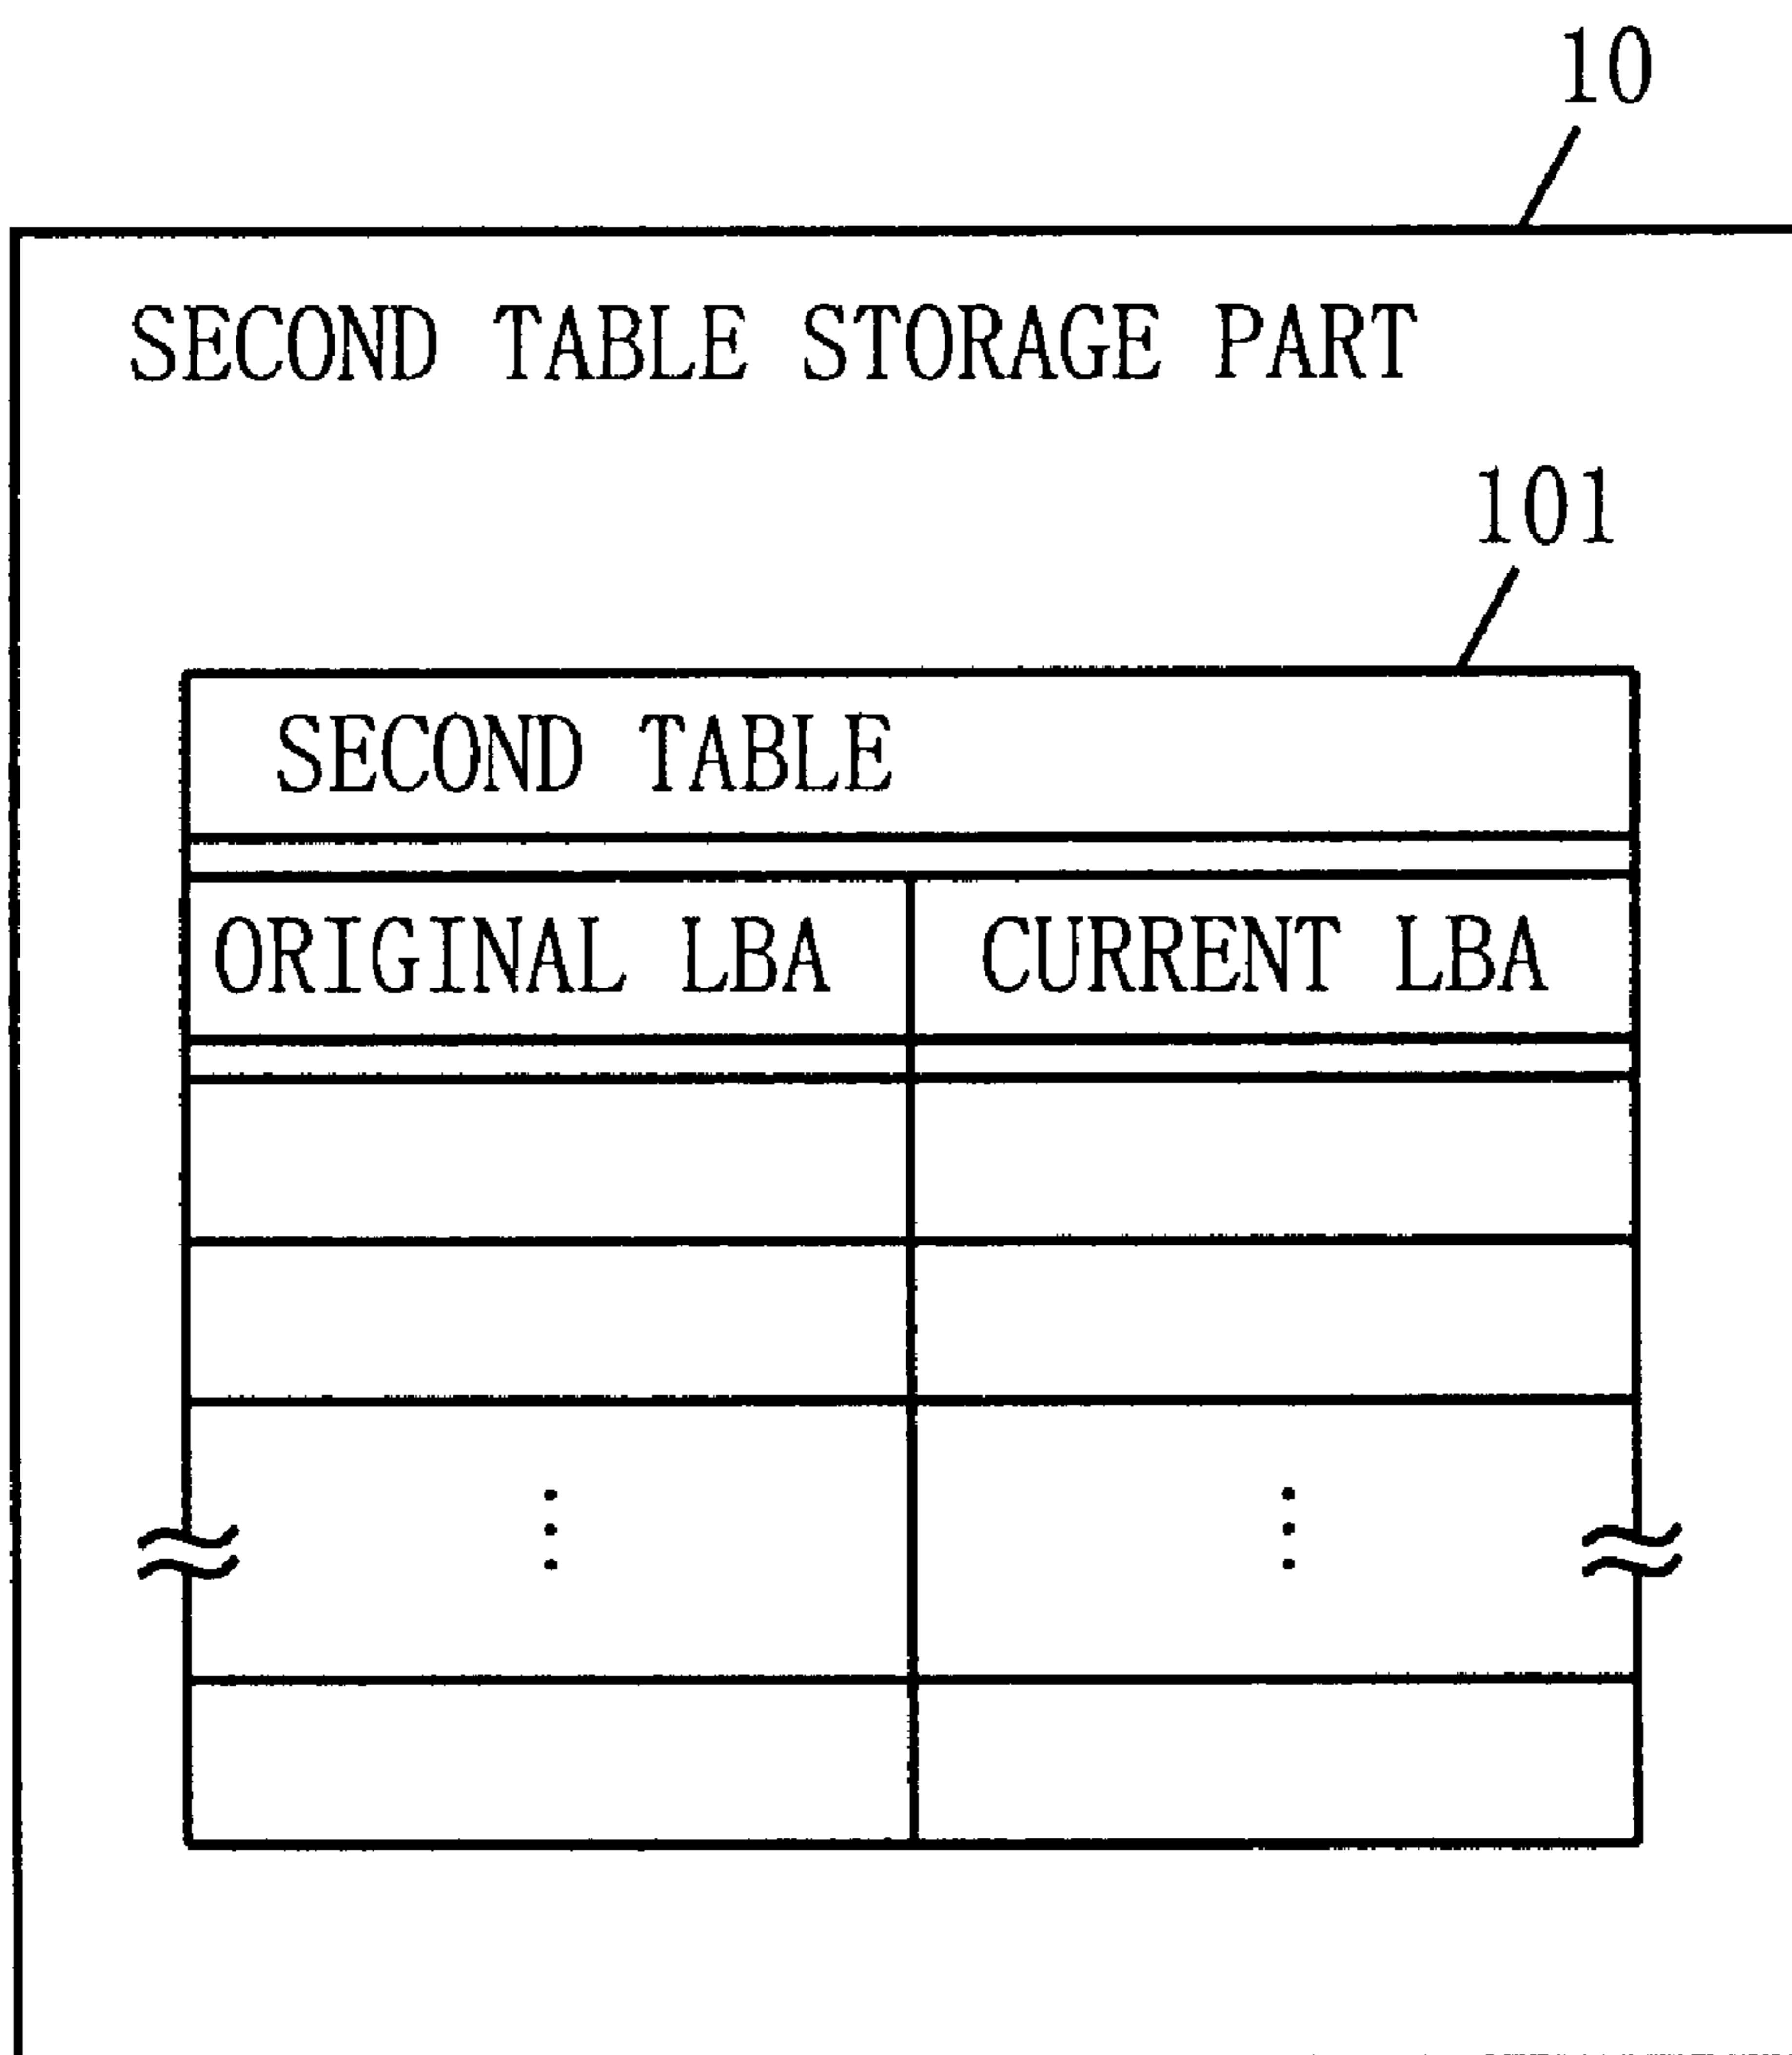 10
SECOND TABLE STORAGE PART
101
SECOND TABLE
ORIGINAL LBA CURRENT LBA